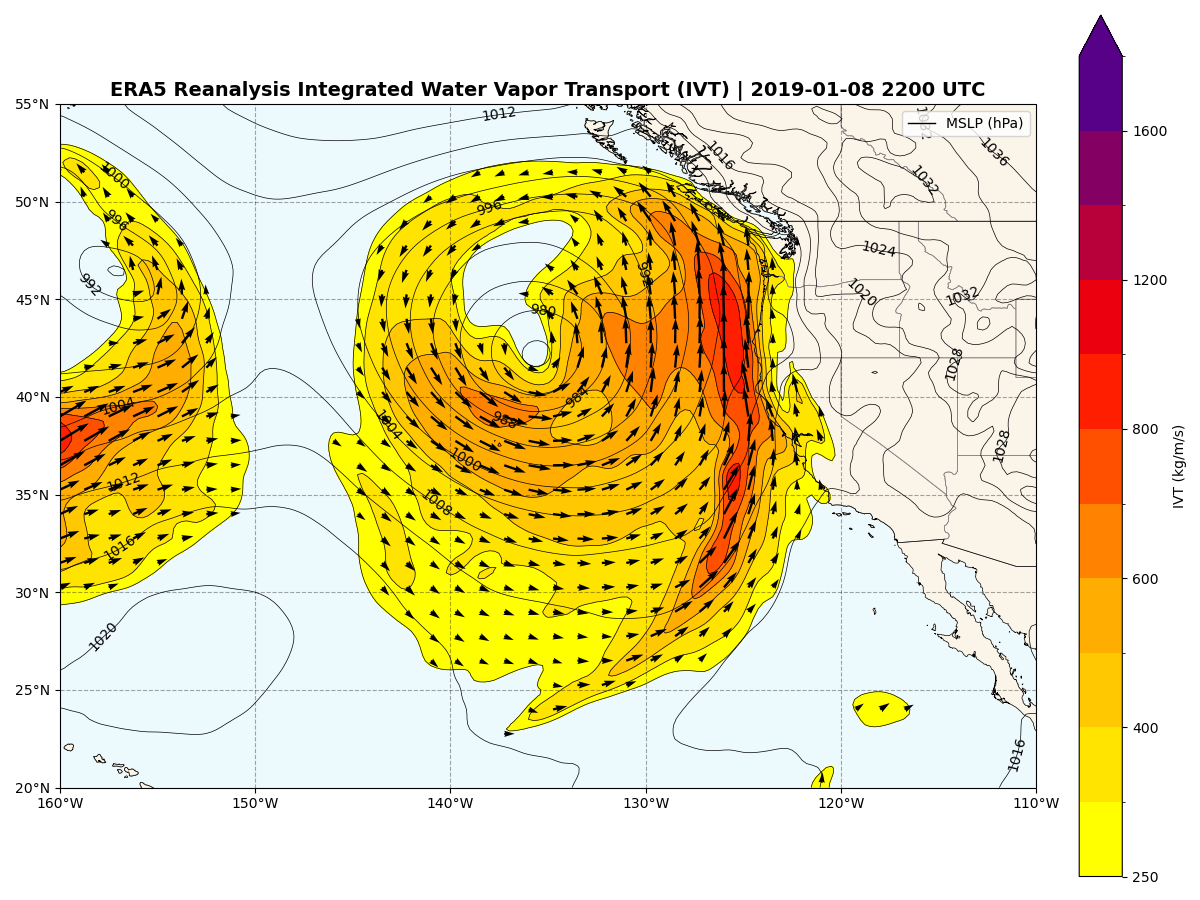 ERA5 Reanalysis Integrated Water Vapor Transport (IVT) | 2019-01-08 2200 UTC
MSLP (hPa)
55°N
50°N
45°N
40°N
35°N
30°N
25°N
20°N
160°W
150°W
140°W
130°W
120°W
110°W
1012
1016
1036
1032
1000
996
996
1024
992
1020
1032
980
1028
984
1004
988
1004
1028
1000
1012
1008
1016
1020
1016
1600
1200
800
600
400
250
IVT (kg/m/s)